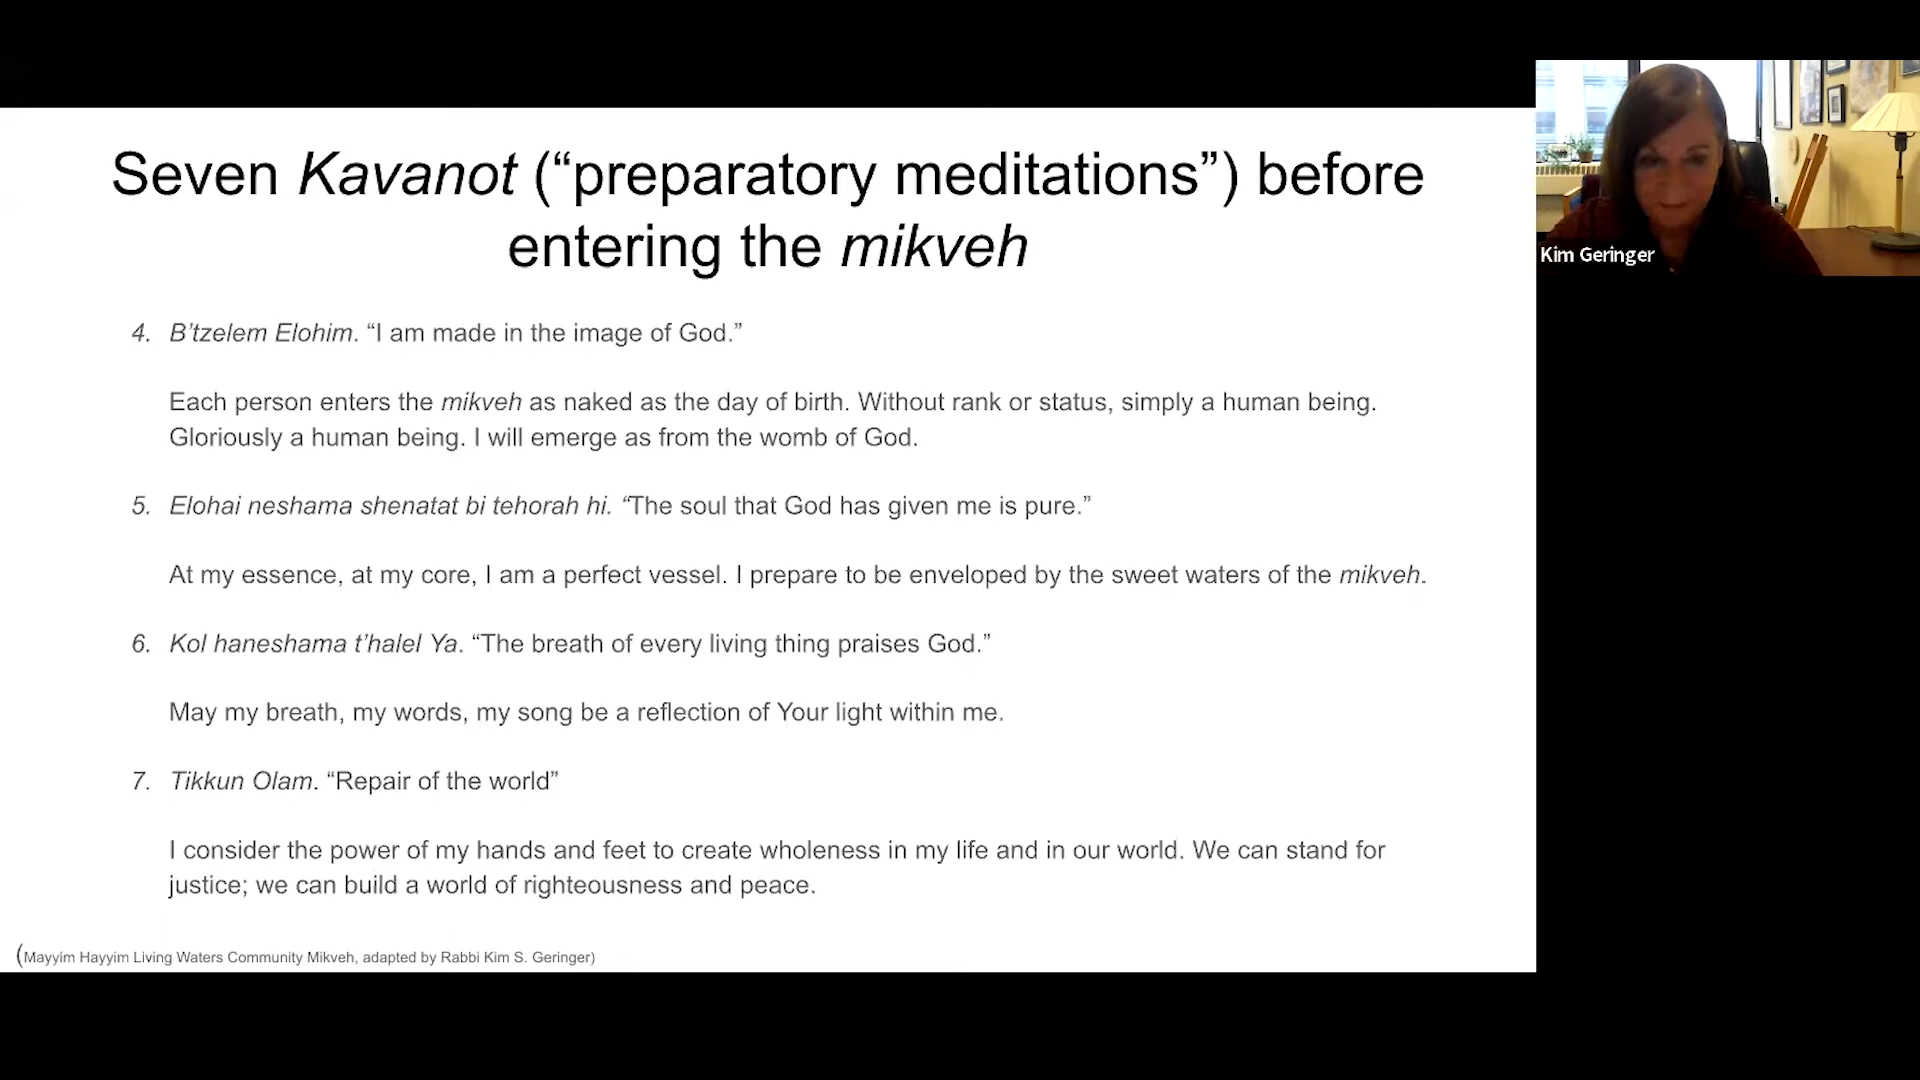 Seven Kavanot (“preparatory meditations”) before
entering the mikveh
4. B’tzelem Elohim. “I am made in the image of God.”
Each person enters the mikveh as naked as the day of birth. Without rank or status, simply a human being.
Gloriously a human being. I will emerge as from the womb of God.
5. Elohai neshama shenatat bi tehorah hi. “The soul that God has given me is pure.”
At my essence, at my core, I am a perfect vessel. I prepare to be enveloped by the sweet waters of the mikveh.
6. Kol haneshama t’halel Ya. “The breath of every living thing praises God.”
May my breath, my words, my song be a reflection of Your light within me.
7. Tikkun Olam. “Repair of the world”
I consider the power of my hands and feet to create wholeness in my life and in our world. We can stand for
justice; we can build a world of righteousness and peace.
(Mayyim Hayyim Living Waters Community Mikveh, adapted by Rabbi Kim S. Geringer)
Kim Geringer